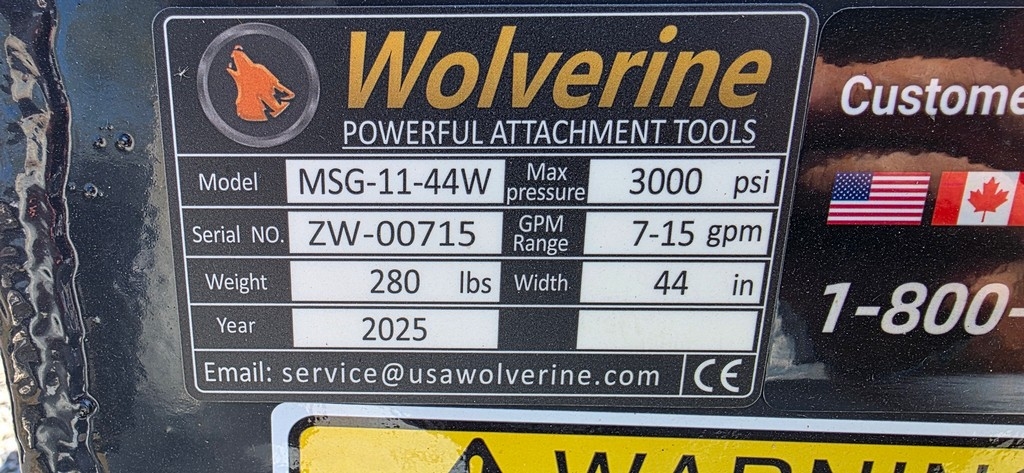 Wolverine
POWERFUL ATTACHMENT TOOLS
Model MSG-11-44W Max pressure 3000 psi
Serial NO. ZW-00715 GPM Range 7-15 gpm
Weight 280 lbs Width 44 in
Year 2025
Email: service@usawolverine.com CE
Custome
1-800-
WARNIN